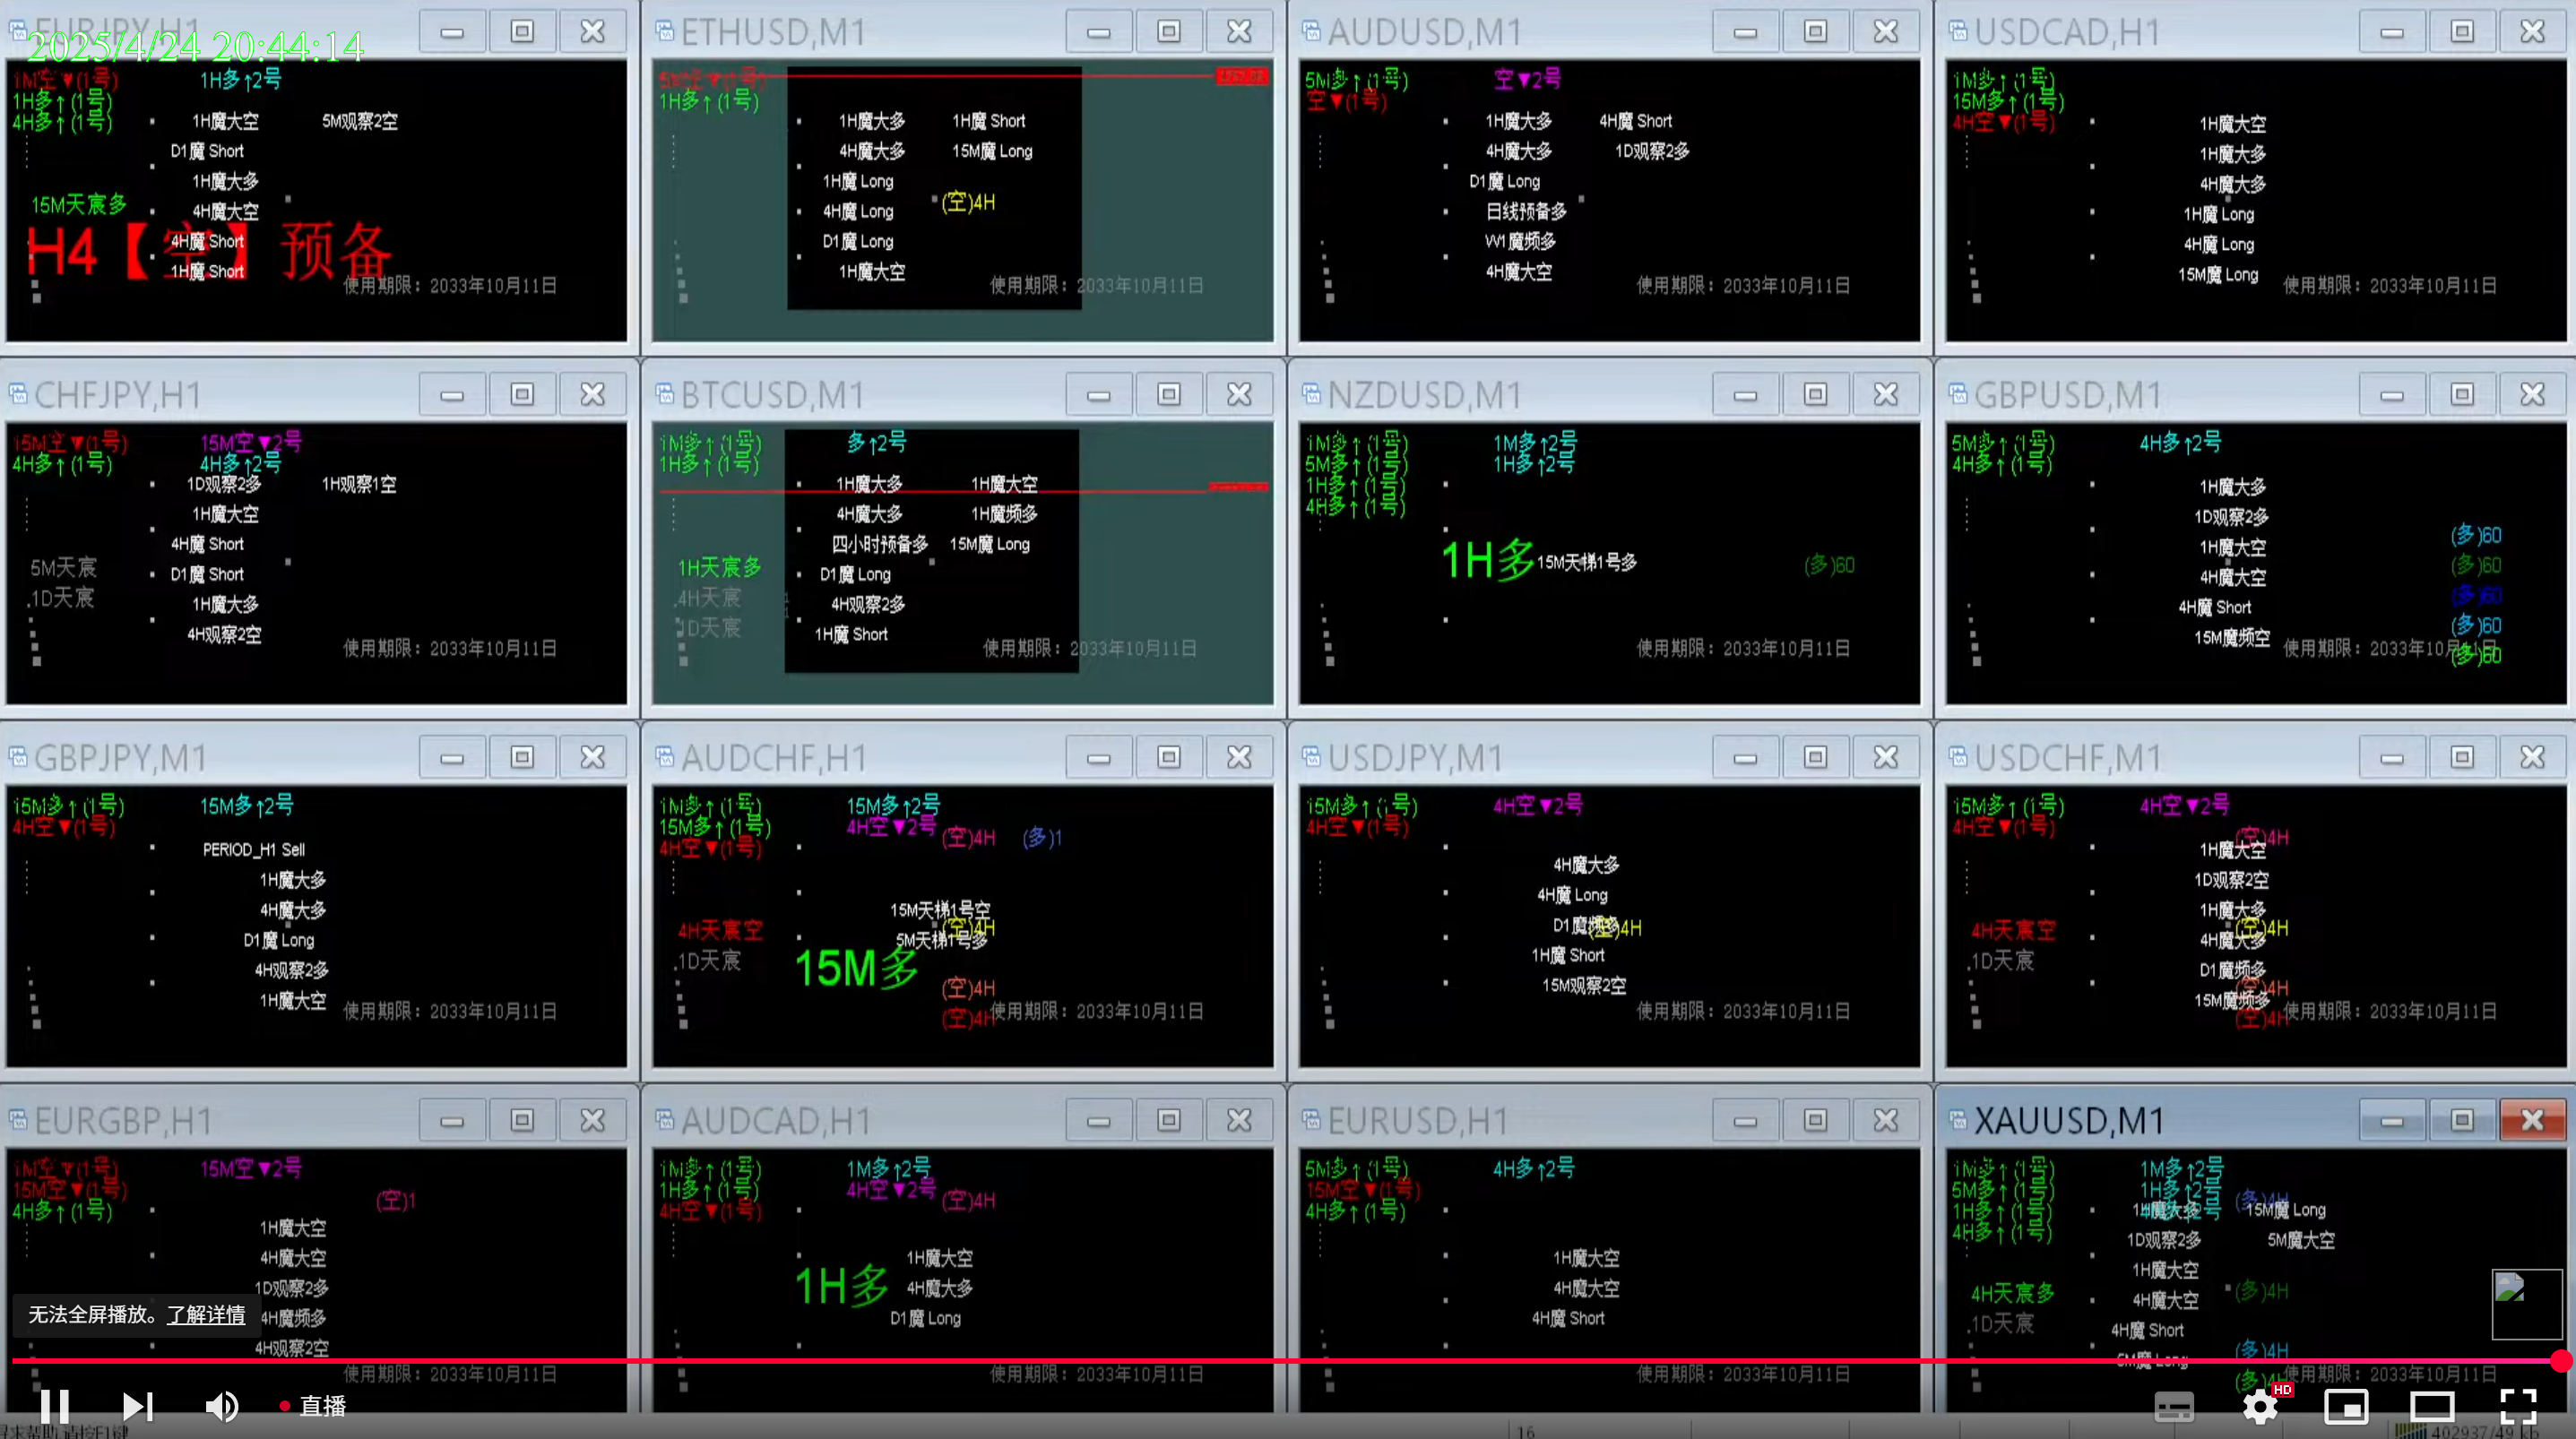 EURJPY,H1
2025/4/24 20:44:14
1M空▼(1号)
1H多↑2号
1H多↑(1号)
4H多↑(1号)
1H魔大空 5M观察2空
D1魔 Short
1H魔大多
15M天宸多
4H魔大空
H4【空】预备
4H魔 Short
1H魔 Short
使用期限：2033年10月11日
ETHUSD,M1
5M空▼(1号)
1H多↑(1号)
1H魔大多 1H魔 Short
4H魔大多 15M魔 Long
1H魔 Long
(空)4H
4H魔 Long
D1魔 Long
1H魔大空
使用期限：2033年10月11日
AUDUSD,M1
5M多↑(1号) 空▼2号
空▼(1号)
1H魔大多 4H魔 Short
4H魔大多 1D观察2多
D1魔 Long
日线预备多
W1魔频多
4H魔大空
使用期限：2033年10月11日
USDCAD,H1
1M多↑(1号)
15M多↑(1号)
4H空▼(1号)
1H魔大空
1H魔大多
4H魔大多
1H魔 Long
4H魔 Long
15M魔 Long
使用期限：2033年10月11日
CHFJPY,H1
15M空▼(1号) 15M空▼2号
4H多↑(1号) 4H多↑2号
1D观察2多 1H观察1空
1H魔大空
4H魔 Short
5M天宸
D1魔 Short
.1D天宸
1H魔大多
4H观察2空
使用期限：2033年10月11日
BTCUSD,M1
1M多↑(1号) 多↑2号
1H多↑(1号)
1H魔大多 1H魔大空
4H魔大多 1H魔频多
四小时预备多 15M魔 Long
1H天宸多
D1魔 Long
.4H天宸
4H观察2多
.1D天宸
1H魔 Short
使用期限：2033年10月11日
NZDUSD,M1
1M多↑(1号) 1M多↑2号
5M多↑(1号) 1H多↑2号
1H多↑(1号)
4H多↑(1号)
1H多
15M天梯1号多
(多)60
使用期限：2033年10月11日
GBPUSD,M1
5M多↑(1号) 4H多↑2号
4H多↑(1号)
1H魔大多
1D观察2多
(多)60
1H魔大空
(多)60
4H魔大空
(多)60
4H魔 Short
(多)60
15M魔频空
(多)60
使用期限：2033年10月11日
GBPJPY,M1
15M多↑(1号) 15M多↑2号
4H空▼(1号)
PERIOD_H1 Sell
1H魔大多
4H魔大多
D1魔 Long
4H观察2多
1H魔大空
使用期限：2033年10月11日
AUDCHF,H1
1M多↑(1号) 15M多↑2号
15M多↑(1号) 4H空▼2号
(空)4H (多)1
4H空▼(1号)
15M天梯1号空
4H天宸空
(空)4H
5M天梯1号多
.1D天宸
15M多
(空)4H
(空)4H
使用期限：2033年10月11日
USDJPY,M1
15M多↑(1号) 4H空▼2号
4H空▼(1号)
4H魔大多
4H魔 Long
D1魔频多
(空)4H
1H魔 Short
15M观察2空
使用期限：2033年10月11日
USDCHF,M1
15M多↑(1号) 4H空▼2号
4H空▼(1号)
(空)4H
1H魔大空
1D观察2空
1H魔大多
4H天宸空
(空)4H
4H魔大多
.1D天宸
D1魔频多
(空)4H
15M魔频多
(空)4H
使用期限：2033年10月11日
EURGBP,H1
1M空▼(1号) 15M空▼2号
15M空▼(1号)
(空)1
4H多↑(1号)
1H魔大空
4H魔大空
1D观察2多
无法全屏播放。了解详情
4H魔频多
4H观察2空
使用期限：2033年10月11日
AUDCAD,H1
1M多↑(1号) 1M多↑2号
1H多↑(1号) 4H空▼2号
(空)4H
4H空▼(1号)
1H魔大空
1H多
4H魔大多
D1魔 Long
使用期限：2033年10月11日
EURUSD,H1
5M多↑(1号) 4H多↑2号
15M空▼(1号)
4H多↑(1号)
1H魔大空
4H魔大空
4H魔 Short
使用期限：2033年10月11日
XAUUSD,M1
1M多↑(1号) 1M多↑2号
5M多↑(1号) 1H多↑2号
(多)4H
1H多↑(1号)
1H魔大多 15M魔 Long
4H多↑(1号)
1D观察2多 5M魔大空
1H魔大空
4H天宸多
(多)4H
4H魔大空
.1D天宸
4H魔 Short
(多)4H
5M魔 Long
使用期限：2033年10月11日
直播
HD
16
402937/49 kb